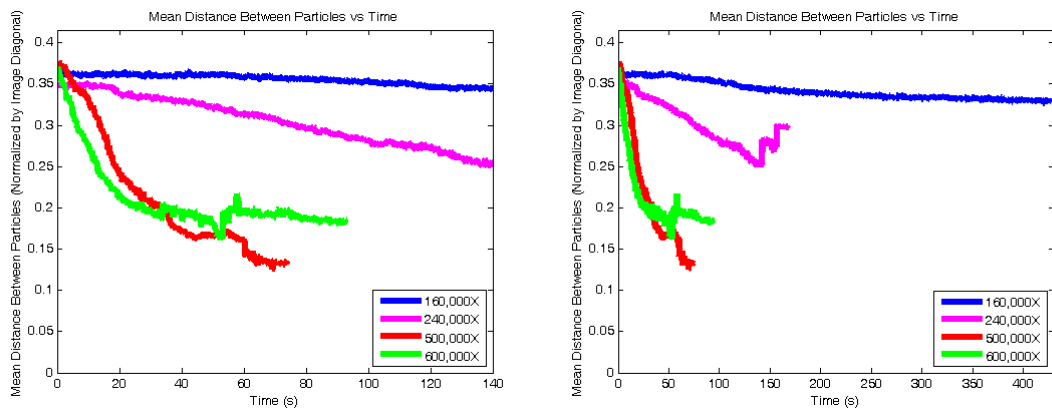 Mean Distance Between Particles vs Time
Mean Distance Between Particles (Normalized by Image Diagonal)
0.4
0.35
0.3
0.25
0.2
0.15
0.1
0.05
0
0
20
40
60
80
100
120
140
Time (s)
160,000X
240,000X
500,000X
600,000X
Mean Distance Between Particles vs Time
Mean Distance Between Particles (Normalized by Image Diagonal)
0.4
0.35
0.3
0.25
0.2
0.15
0.1
0.05
0
0
50
100
150
200
250
300
350
400
Time (s)
160,000X
240,000X
500,000X
600,000X